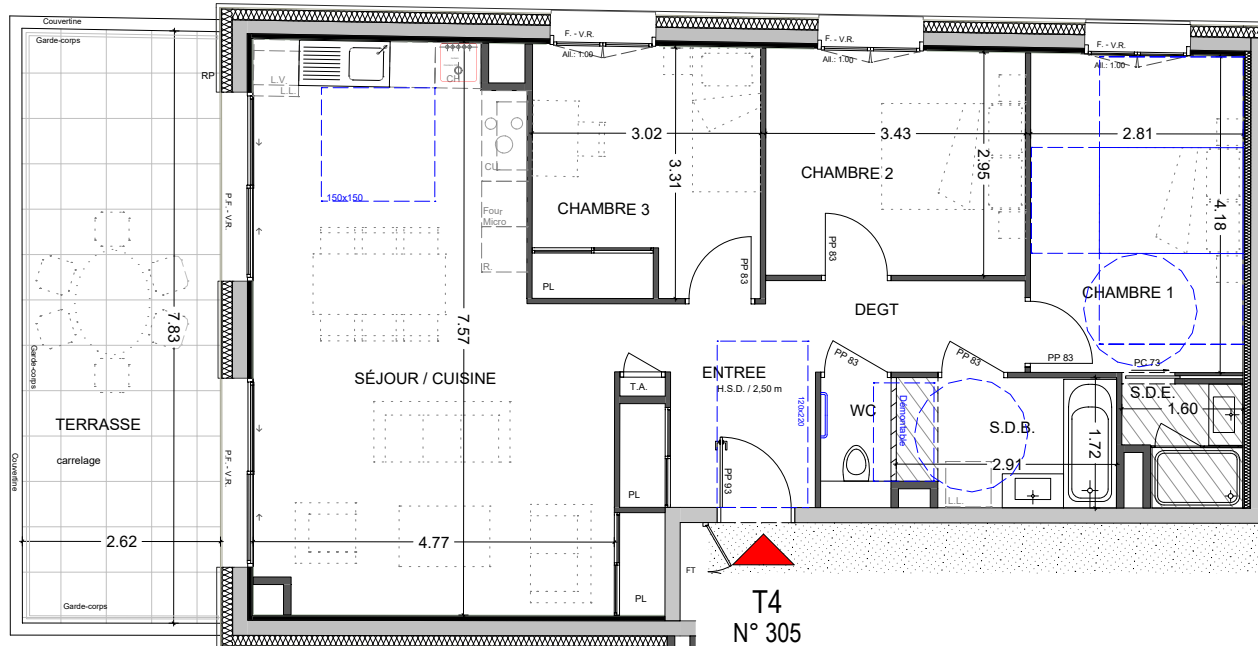 Couvertine
Garde-corps
RP
7.83
TERRASSE
carrelage
2.62
Garde-corps
Garde-corps
Couvertine
P.F. - V.R.
P.F. - V.R.
L.V.
L.L.
CH
150x150
CU
Four
Micro
R.
7.57
SÉJOUR / CUISINE
4.77
F. - V.R.
All.: 1.00
3.02
3.31
CHAMBRE 3
PL
PP 83
F. - V.R.
All.: 1.00
3.43
2.95
CHAMBRE 2
PP 83
F. - V.R.
All.: 1.00
2.81
4.18
CHAMBRE 1
PP 83
PC 73
DEGT
T.A.
ENTREE
H.S.D. / 2,50 m
120x220
PL
PL
PP 93
PP 83
WC
Démontable
PP 83
S.D.B.
2.91
1.72
L.L.
S.D.E.
1.60
FT
T4
N° 305